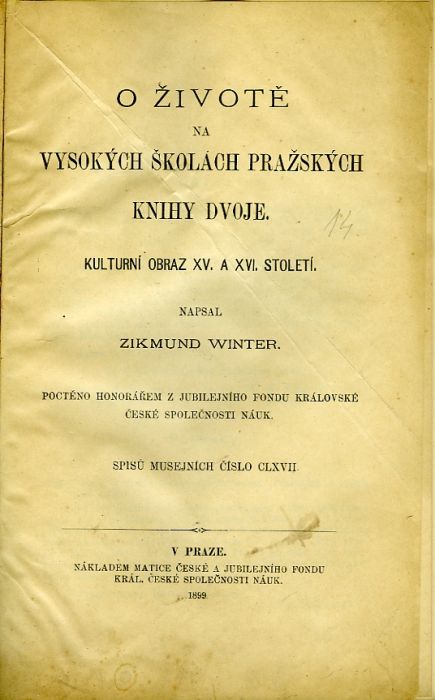 O ŽIVOTĚ
NA
VYSOKÝCH ŠKOLÁCH PRAŽSKÝCH
KNIHY DVOJE.
14.
KULTURNÍ OBRAZ XV. A XVI. STOLETÍ.
NAPSAL
ZIKMUND WINTER.
POCTĚNO HONORÁŘEM Z JUBILEJNÍHO FONDU KRÁLOVSKÉ
ČESKÉ SPOLEČNOSTI NÁUK.
SPISŮ MUSEJNÍCH ČÍSLO CLXVII.
V PRAZE.
NÁKLADEM MATICE ČESKÉ A JUBILEJNÍHO FONDU
KRÁL. ČESKÉ SPOLEČNOSTI NÁUK.
1899.